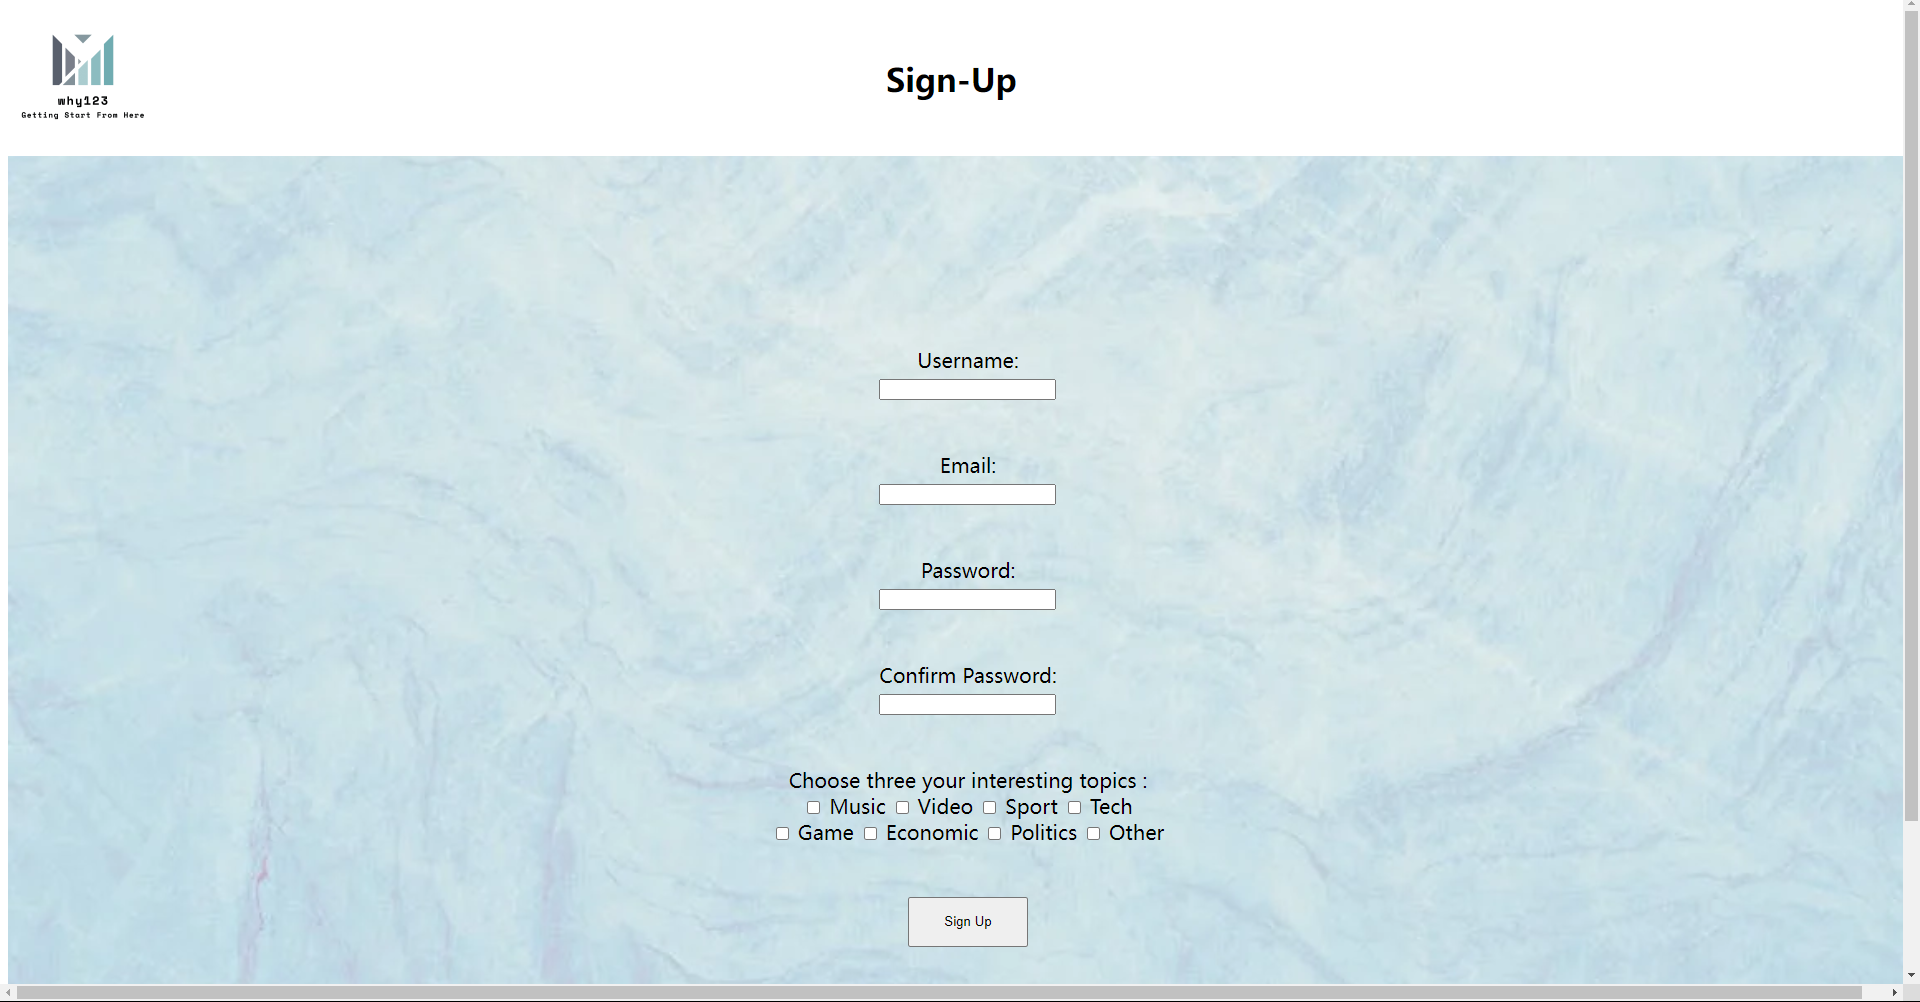 why123
Getting Start From Here
Sign-Up
Username:
Email:
Password:
Confirm Password:
Choose three your interesting topics :
Music Video Sport Tech
Game Economic Politics Other
Sign Up